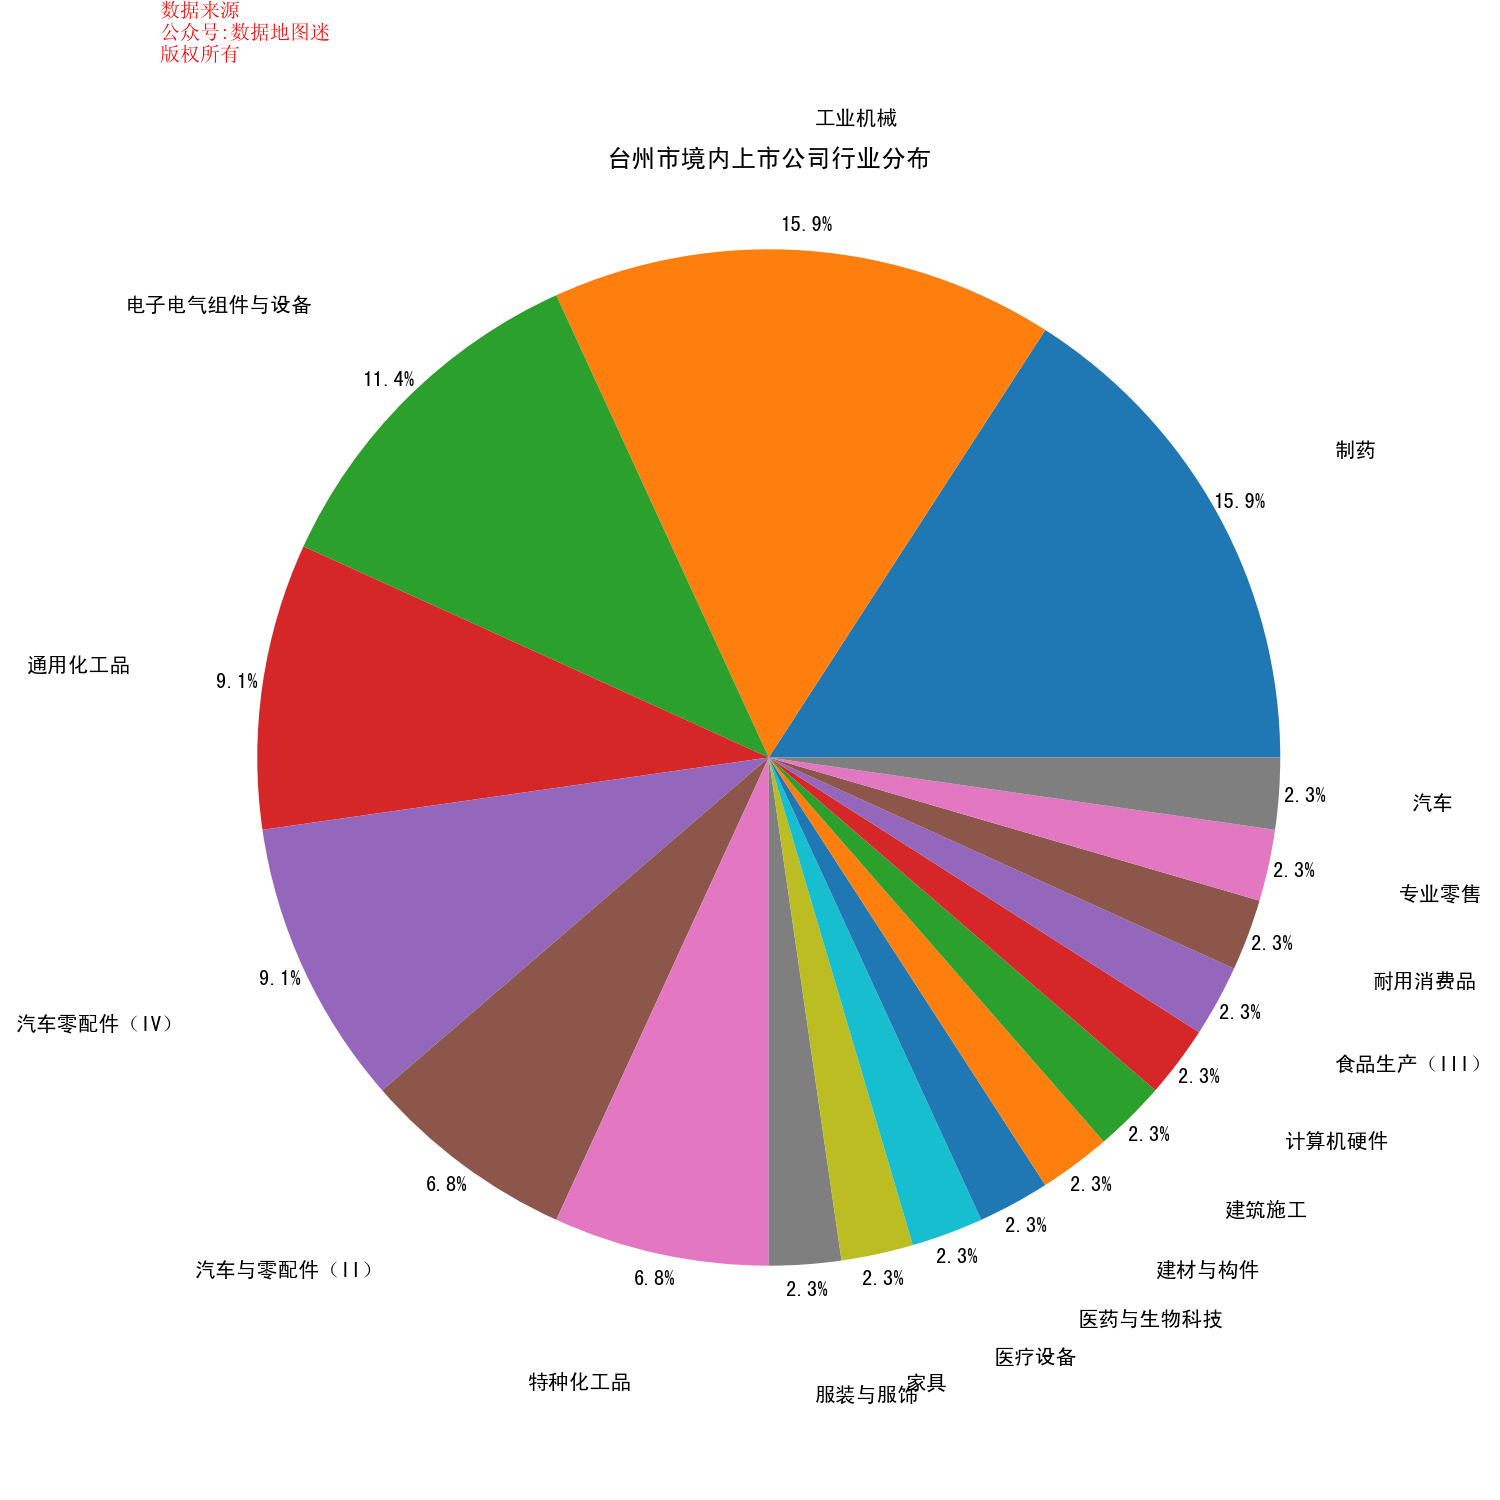 数据来源
公众号:数据地图迷
版权所有
工业机械
台州市境内上市公司行业分布
15.9%
电子电气组件与设备
11.4%
制药
15.9%
通用化工品
9.1%
汽车
2.3%
专业零售
2.3%
耐用消费品
2.3%
汽车零配件（IV）
9.1%
食品生产（III）
2.3%
计算机硬件
2.3%
建筑施工
2.3%
建材与构件
2.3%
汽车与零配件（II）
6.8%
医药与生物科技
2.3%
医疗设备
2.3%
特种化工品
6.8%
服装与服饰
2.3%
家具
2.3%